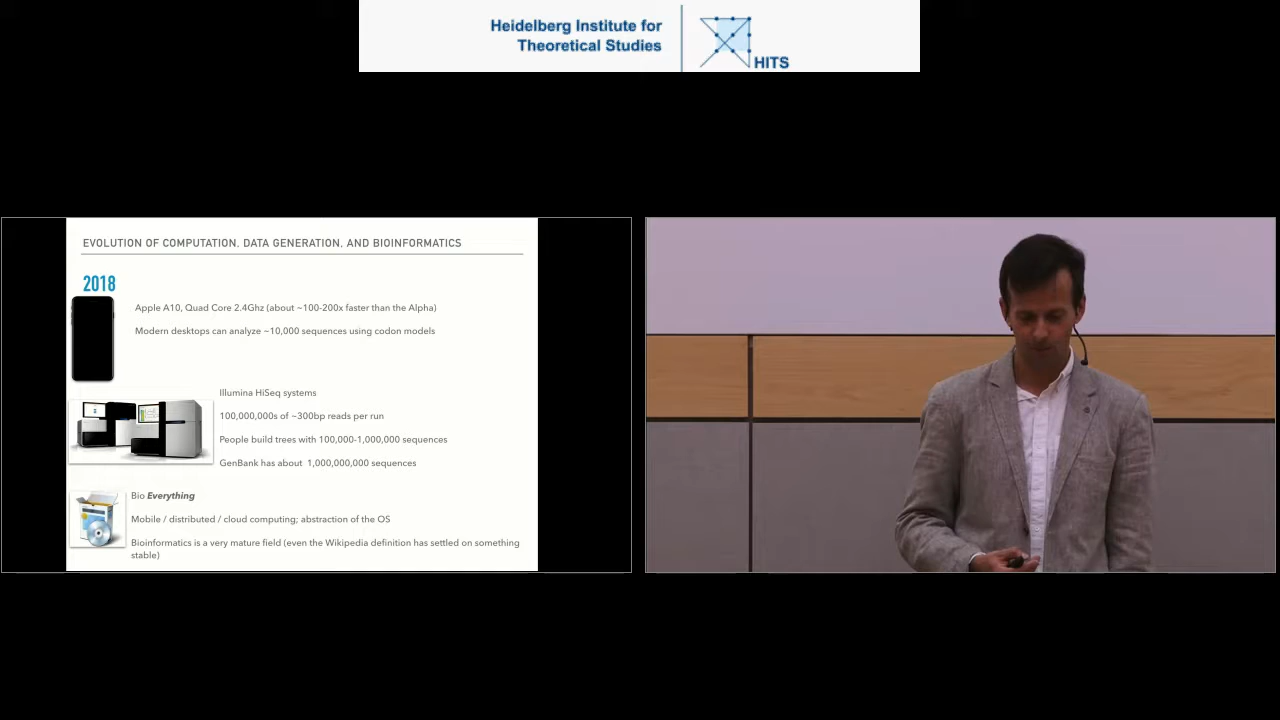 Heidelberg Institute for
Theoretical Studies
HITS
EVOLUTION OF COMPUTATION, DATA GENERATION, AND BIOINFORMATICS
2018
Apple A10, Quad Core 2.4Ghz (about ~100-200x faster than the Alpha)
Modern desktops can analyze ~10,000 sequences using codon models
Illumina HiSeq systems
100,000,000s of ~300bp reads per run
People build trees with 100,000-1,000,000 sequences
GenBank has about 1,000,000,000 sequences
Bio Everything
Mobile / distributed / cloud computing; abstraction of the OS
Bioinformatics is a very mature field (even the Wikipedia definition has settled on something
stable)